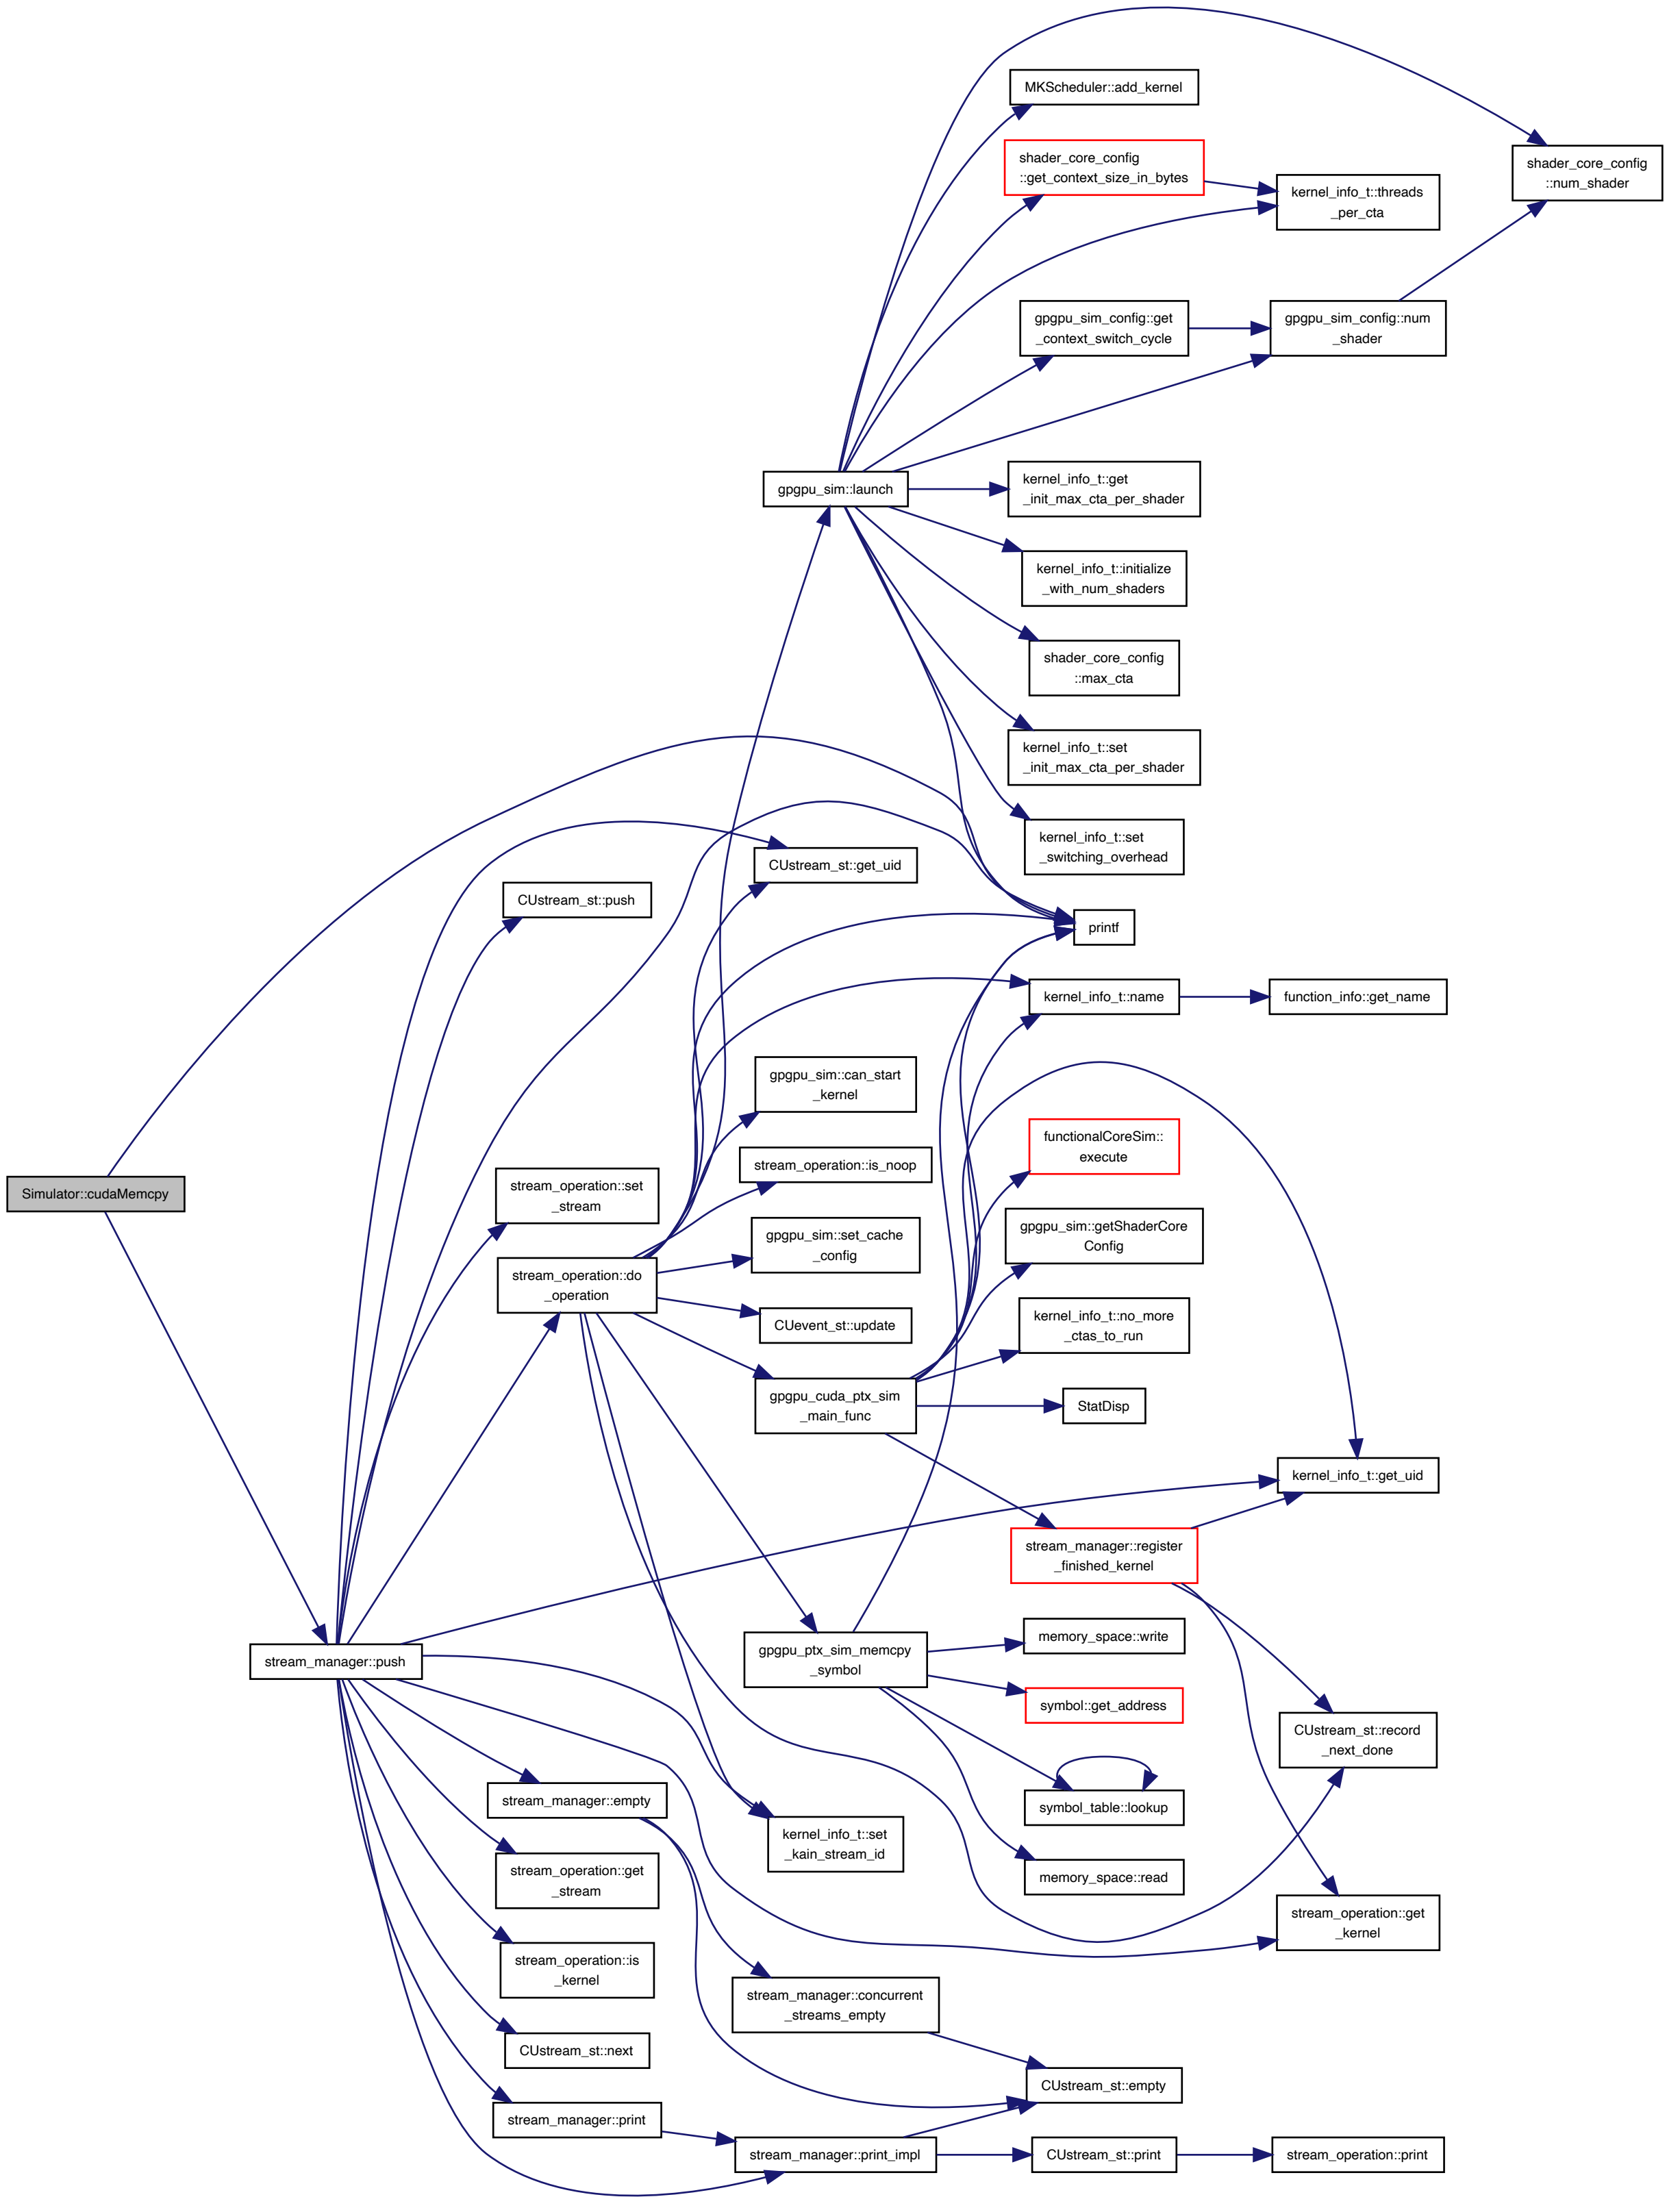 MKScheduler::add_kernel
shader_core_config
::get_context_size_in_bytes
shader_core_config
::num_shader
kernel_info_t::threads
_per_cta
gpgpu_sim_config::get
_context_switch_cycle
gpgpu_sim_config::num
_shader
gpgpu_sim::launch
kernel_info_t::get
_init_max_cta_per_shader
kernel_info_t::initialize
_with_num_shaders
shader_core_config
::max_cta
kernel_info_t::set
_init_max_cta_per_shader
kernel_info_t::set
_switching_overhead
CUstream_st::get_uid
CUstream_st::push
printf
kernel_info_t::name
function_info::get_name
gpgpu_sim::can_start
_kernel
functionalCoreSim::
execute
stream_operation::is_noop
Simulator::cudaMemcpy
stream_operation::set
_stream
gpgpu_sim::getShaderCore
Config
gpgpu_sim::set_cache
_config
stream_operation::do
_operation
CUevent_st::update
kernel_info_t::no_more
_ctas_to_run
gpgpu_cuda_ptx_sim
_main_func
StatDisp
kernel_info_t::get_uid
stream_manager::register
_finished_kernel
stream_manager::push
gpgpu_ptx_sim_memcpy
_symbol
memory_space::write
symbol::get_address
CUstream_st::record
_next_done
stream_manager::empty
symbol_table::lookup
kernel_info_t::set
_kain_stream_id
stream_operation::get
_stream
memory_space::read
stream_operation::get
_kernel
stream_operation::is
_kernel
stream_manager::concurrent
_streams_empty
CUstream_st::next
CUstream_st::empty
stream_manager::print
stream_manager::print_impl
CUstream_st::print
stream_operation::print